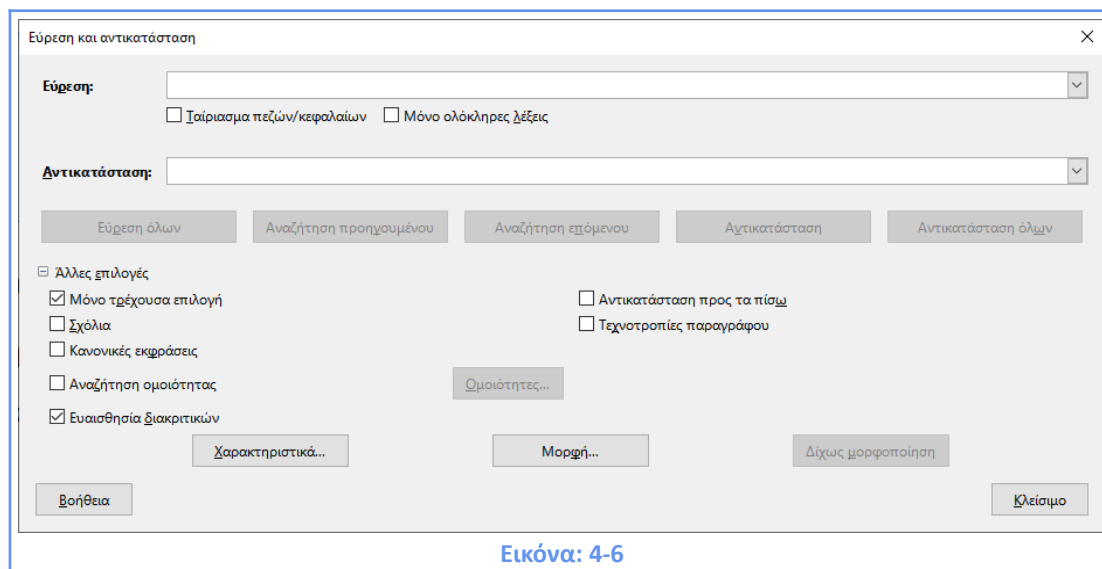 Εύρεση και αντικατάσταση
Εύρεση:
Ταίριασμα πεζών/κεφαλαίων Μόνο ολόκληρες λέξεις
Αντικατάσταση:
Εύρεση όλων Αναζήτηση προηγουμένου Αναζήτηση επόμενου Αντικατάσταση Αντικατάσταση όλων
Άλλες επιλογές
Μόνο τρέχουσα επιλογή Αντικατάσταση προς τα πίσω
Σχόλια Τεχνοτροπίες παραγράφου
Κανονικές εκφράσεις
Αναζήτηση ομοιότητας Ομοιότητες...
Ευαισθησία διακριτικών
Χαρακτηριστικά... Μορφή... Δίχως μορφοποίηση
Βοήθεια Κλείσιμο
Εικόνα: 4-6